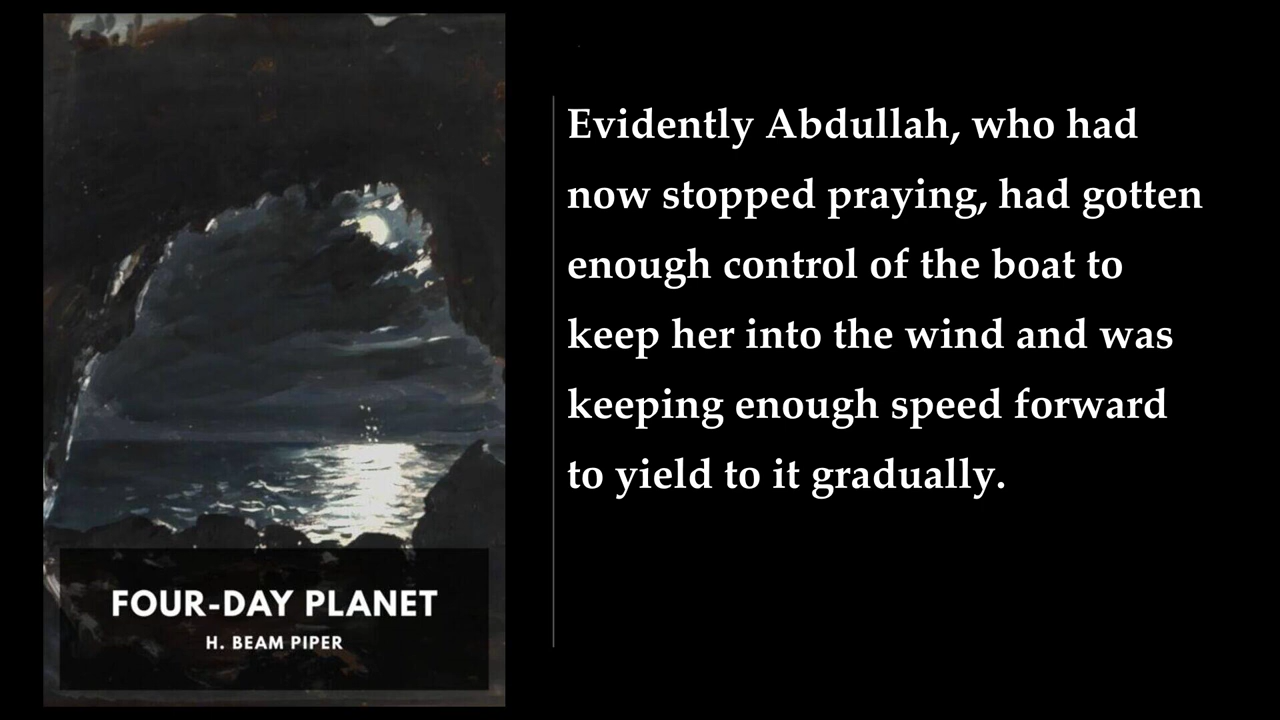 Evidently Abdullah, who had
now stopped praying, had gotten
enough control of the boat to
keep her into the wind and was
keeping enough speed forward
to yield to it gradually.
FOUR-DAY PLANET
H. BEAM PIPER